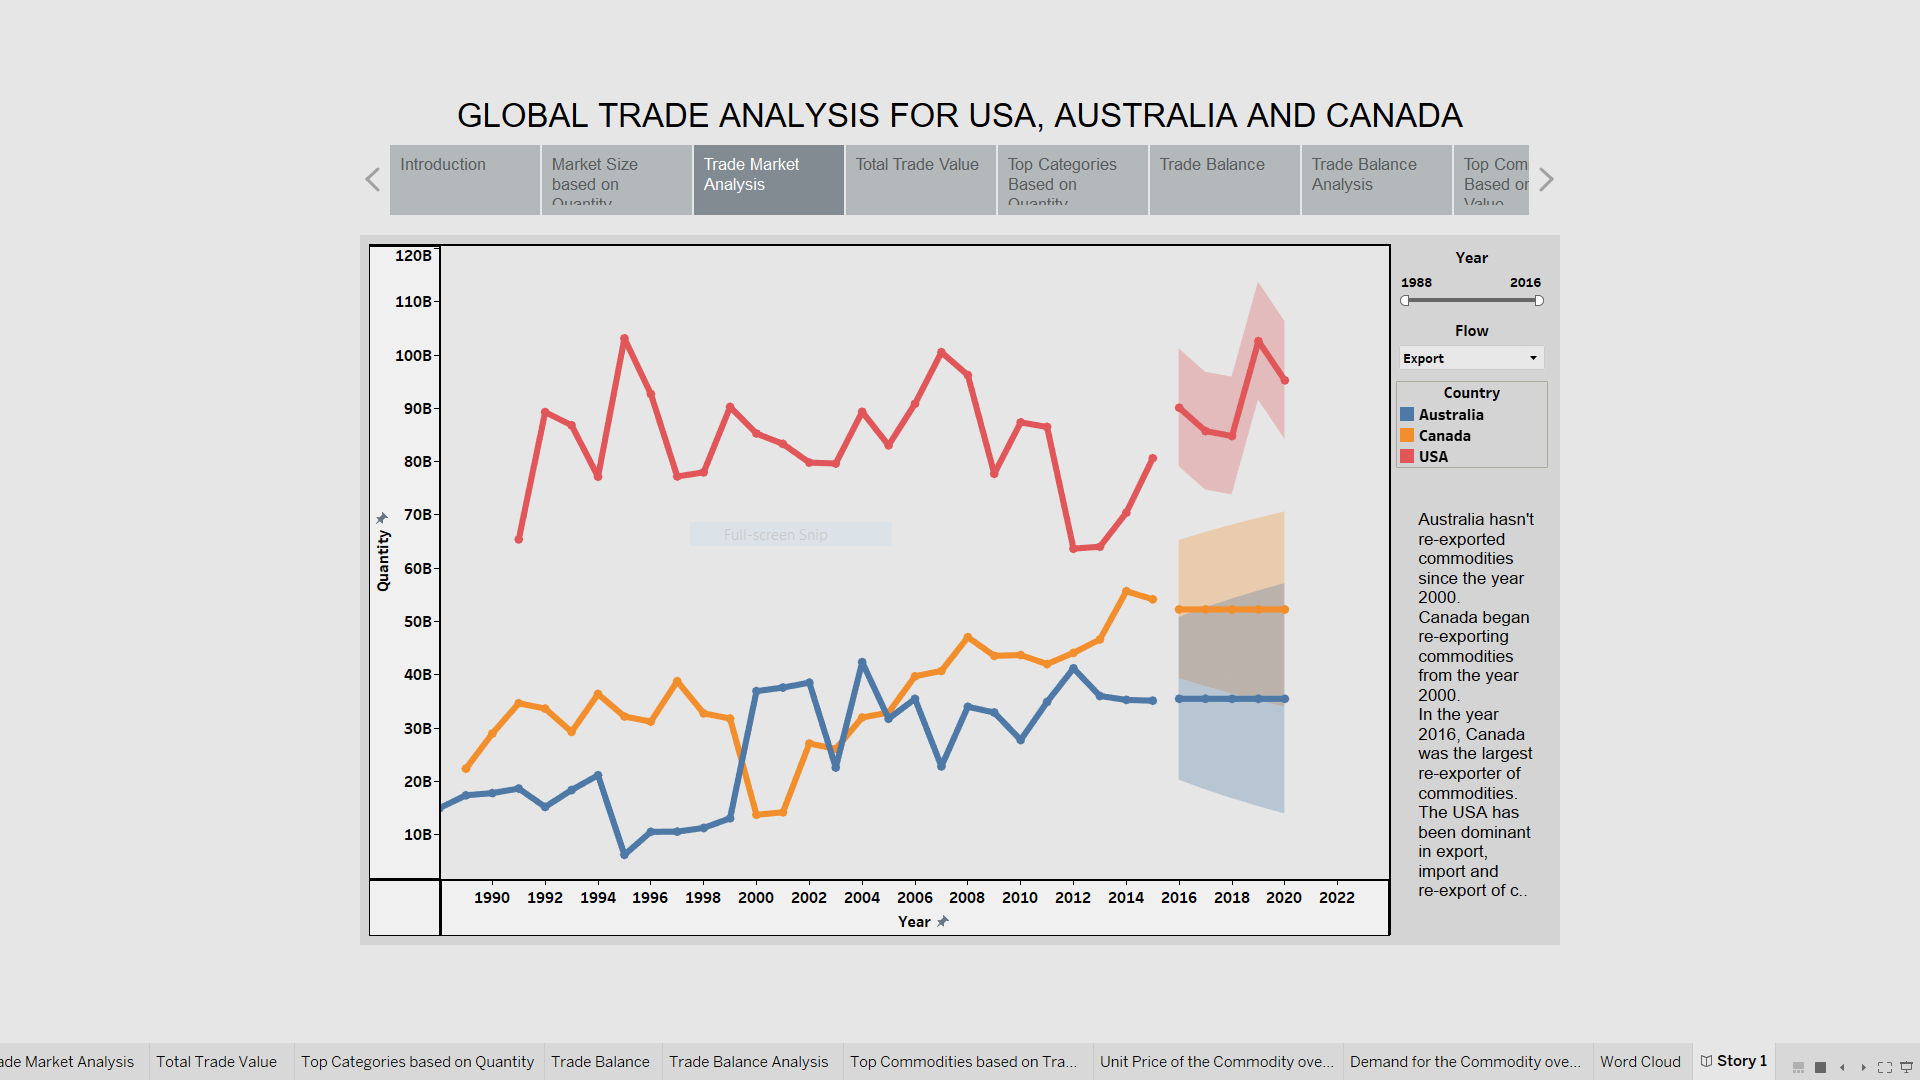 GLOBAL TRADE ANALYSIS FOR USA, AUSTRALIA AND CANADA
Introduction
Market Size
based on
Quantity
Trade Market
Analysis
Total Trade Value
Top Categories
Based on
Quantity
Trade Balance
Trade Balance
Analysis
Top Com
Based or
Value
120B
110B
100B
90B
80B
70B
60B
50B
40B
30B
20B
10B
Quantity
Full-screen Snip
1990 1992 1994 1996 1998 2000 2002 2004 2006 2008 2010 2012 2014 2016 2018 2020 2022
Year
Year
1988 2016
Flow
Export
Country
Australia
Canada
USA
Australia hasn't
re-exported
commodities
since the year
2000.
Canada began
re-exporting
commodities
from the year
2000.
In the year
2016, Canada
was the largest
re-exporter of
commodities.
The USA has
been dominant
in export,
import and
re-export of c..
ade Market Analysis
Total Trade Value
Top Categories based on Quantity
Trade Balance
Trade Balance Analysis
Top Commodities based on Tra...
Unit Price of the Commodity ove...
Demand for the Commodity ove...
Word Cloud
Story 1